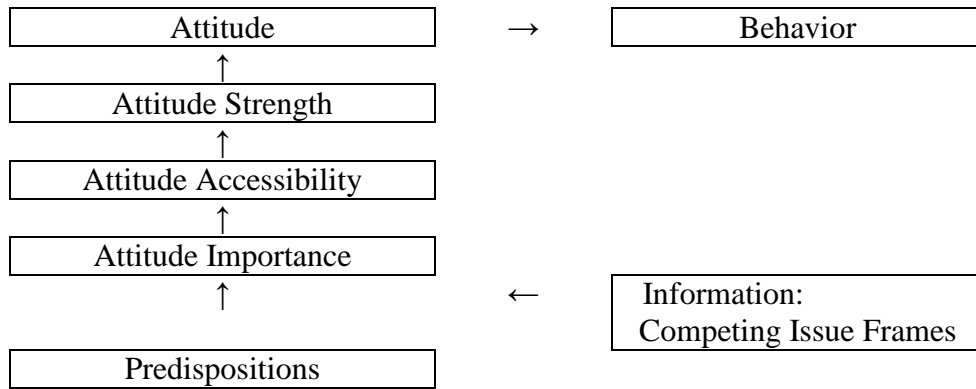 Attitude → Behavior
↑
Attitude Strength
↑
Attitude Accessibility
↑
Attitude Importance
↑ ← Information:
Competing Issue Frames
Predispositions